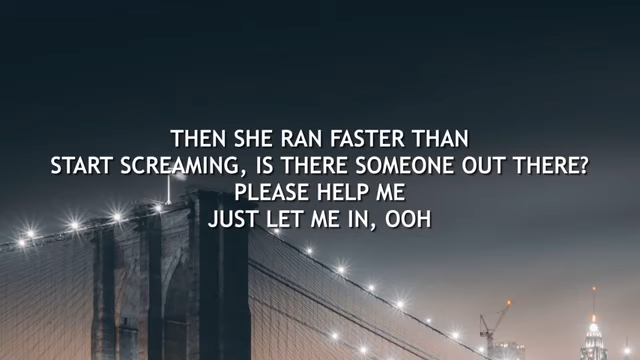 THEN SHE RAN FASTER THAN
START SCREAMING, IS THERE SOMEONE OUT THERE?
PLEASE HELP ME
JUST LET ME IN, OOH